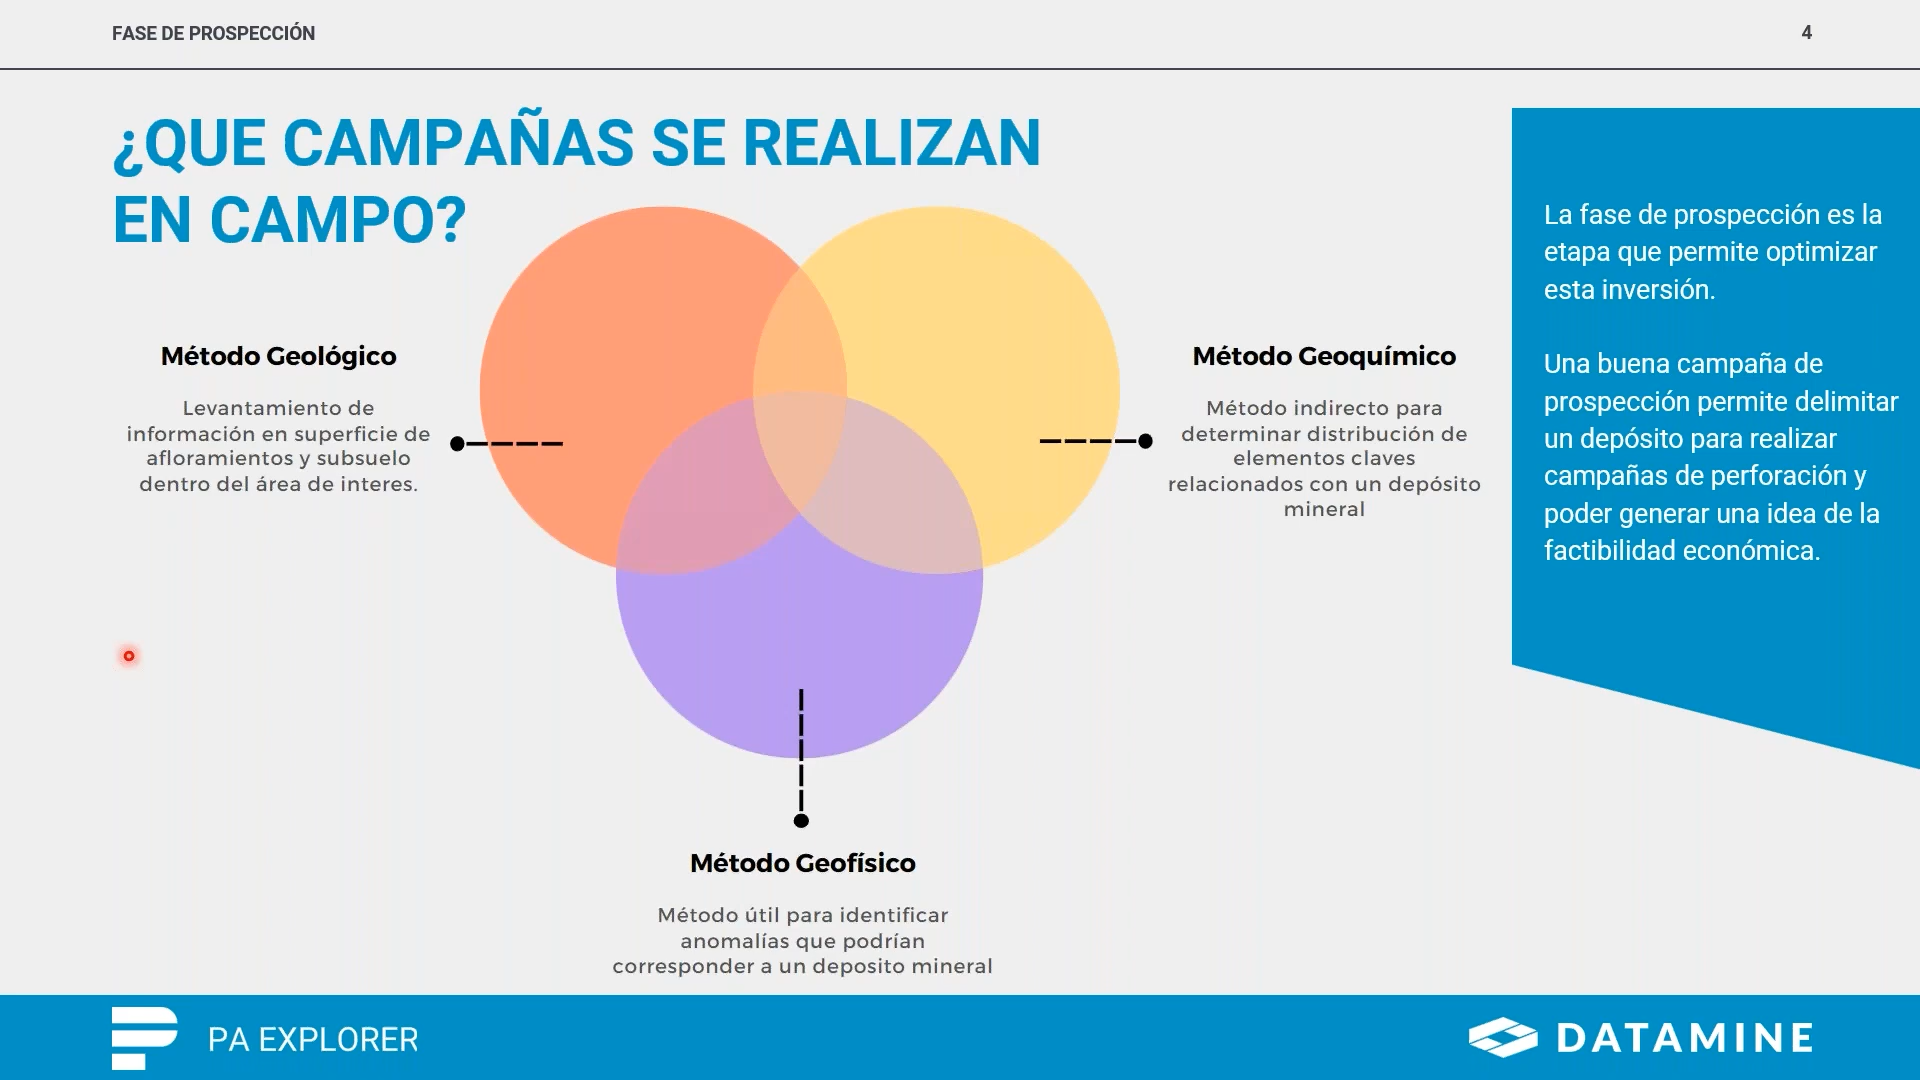 FASE DE PROSPECCIÓN
4
¿QUE CAMPAÑAS SE REALIZAN
EN CAMPO?
Método Geológico
Levantamiento de
información en superficie de
afloramientos y subsuelo
dentro del área de interes.
Método Geoquímico
Método indirecto para
determinar distribución de
elementos claves
relacionados con un depósito
mineral
Método Geofísico
Método útil para identificar
anomalías que podrían
corresponder a un deposito mineral
La fase de prospección es la
etapa que permite optimizar
esta inversión.
Una buena campaña de
prospección permite delimitar
un depósito para realizar
campañas de perforación y
poder generar una idea de la
factibilidad económica.
PA EXPLORER
DATAMINE